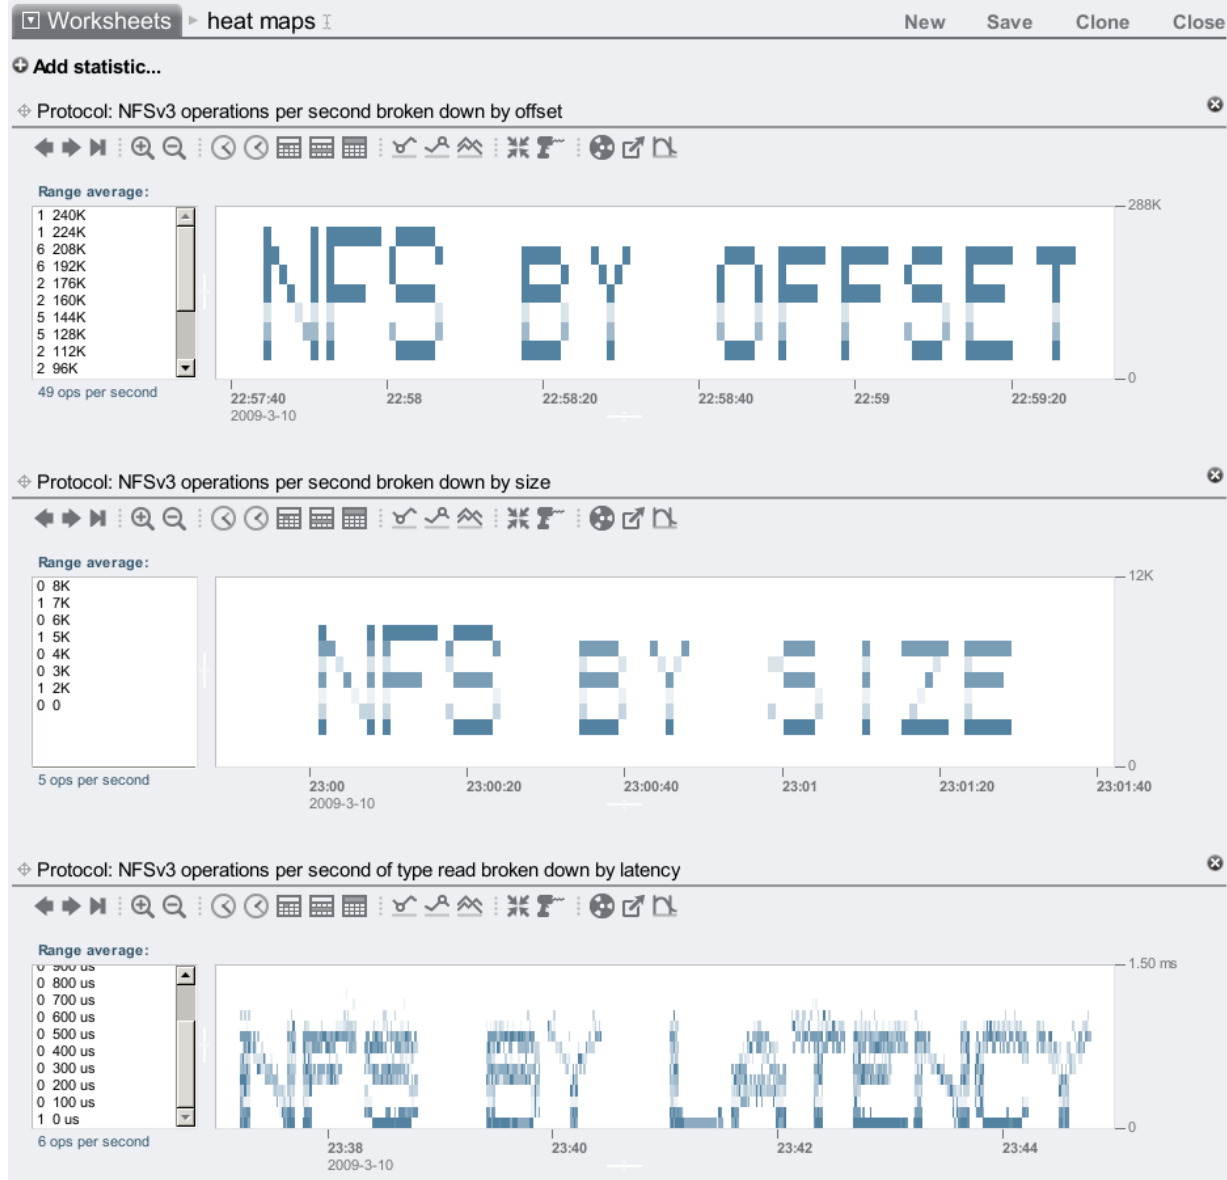 Worksheets heat maps New Save Clone Close
Add statistic...
Protocol: NFSv3 operations per second broken down by offset
Range average:
1 240K
1 224K
6 208K
6 192K
2 176K
2 160K
5 144K
5 128K
2 112K
2 96K
49 ops per second
NFS BY OFFSET
288K
0
22:57:40 22:58 22:58:20 22:58:40 22:59 22:59:20
2009-3-10
Protocol: NFSv3 operations per second broken down by size
Range average:
0 8K
1 7K
0 6K
1 5K
0 4K
0 3K
1 2K
0 0
5 ops per second
NFS BY SIZE
12K
0
23:00 23:00:20 23:00:40 23:01 23:01:20 23:01:40
2009-3-10
Protocol: NFSv3 operations per second of type read broken down by latency
Range average:
0 900 us
0 800 us
0 700 us
0 600 us
0 500 us
0 400 us
0 300 us
0 200 us
0 100 us
1 0 us
6 ops per second
NFS BY LATENCY
1.50 ms
0
23:38 23:40 23:42 23:44
2009-3-10